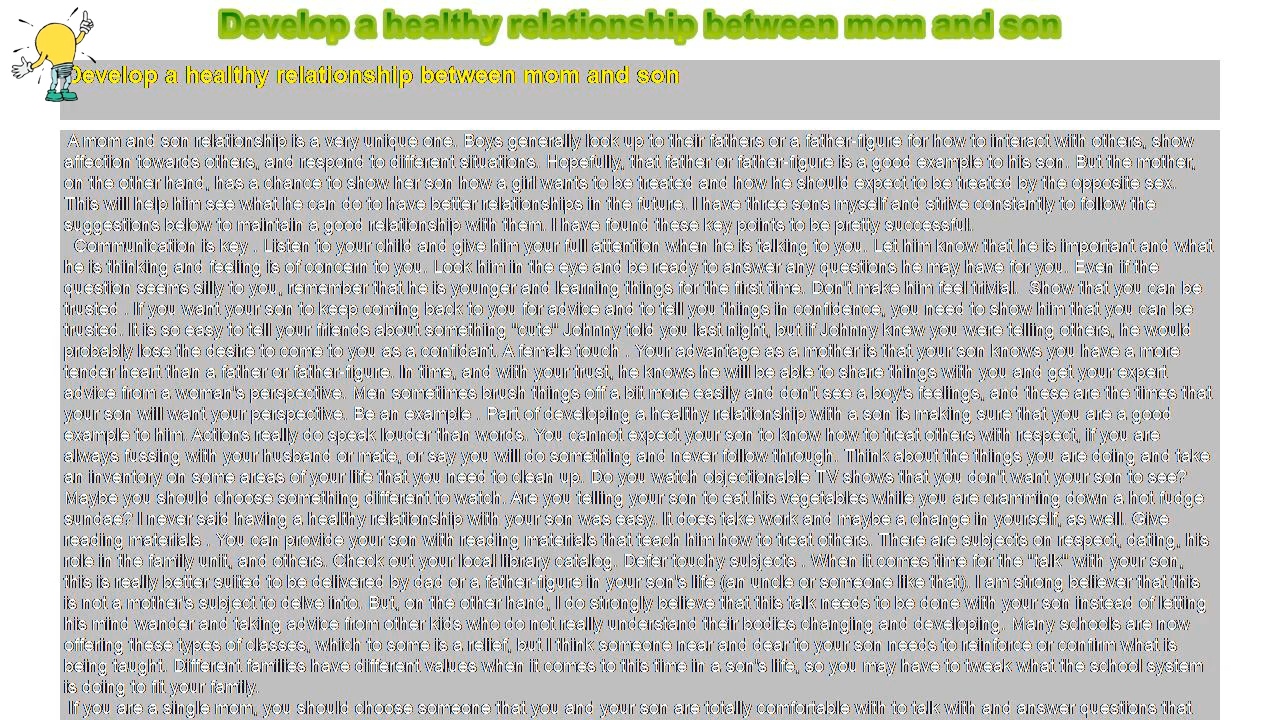 Develop a healthy relationship between mom and son
Develop a healthy relationship between mom and son
A mom and son relationship is a very unique one. Boys generally look up to their fathers or a father-figure for how to interact with others, show
affection towards others, and respond to different situations. Hopefully, that father or father-figure is a good example to his son. But the mother,
on the other hand, has a chance to show her son how a girl wants to be treated and how he should expect to be treated by the opposite sex.
This will help him see what he can do to have better relationships in the future. I have three sons myself and strive constantly to follow the
suggestions below to maintain a good relationship with them. I have found these key points to be pretty successful.
Communication is key . Listen to your child and give him your full attention when he is talking to you. Let him know that he is important and what
he is thinking and feeling is of concern to you. Look him in the eye and be ready to answer any questions he may have for you. Even if the
question seems silly to you, remember that he is younger and learning things for the first time. Don't make him feel triVial. Show that you can be
trusted . If you want your son to keep coming back to you for advice and to tell you things in confidence, you need to show him that you can be
trusted. It is so easy to tell your friends about something "cute" Johnny told you last night, but if Johnny knew you were telling others, he would
probably lose the desire to come to you as a confidant. A female touch . Your advantage as a mother is that your son knows you have a more
tender heart than a father or father-figure. In time, and with your trust, he knows he will be able to share things with you and get your expert
advice from a woman's perspective. Men sometimes brush things off a bit more easily and don't see a boy's feelings, and these are the times that
your son will want your perspective. Be an example . Part of developing a healthy relationship with a son is making sure that you are a good
example to him. Actions really do speak louder than words. You cannot expect your son to know how to treat others with respect, if you are
always fussing with your husband or mate, or say you will do something and never follow through. Think about the things you are doing and take
an inventory on some areas of your life that you need to clean up. Do you watch objectionable TV shows that you don't want your son to see?
Maybe you should choose something different to watch. Are you telling your son to eat his vegetables while you are cramming down a hot fudge
sundae? I never said having a healthy relationship with your son was easy. It does take work and maybe a change in yourself, as well. Give
reading materials . You can provide your son with reading materials that teach him how to treat others. There are subjects on respect, dating, his
role in the family unit, and others. Check out your local library catalog. Defer touchy subjects . When it comes time for the "talk" with your son,
this is really better suited to be delivered by dad or a father-figure in your son's life (an uncle or someone like that). I am strong believer that this
is not a mother's subject to delve into. But, on the other hand, I do strongly believe that this talk needs to be done with your son instead of letting
his mind wander and taking advice from other kids who do not really understand their bodies changing and developing. Many schools are now
offering these types of classes, which to some is a relief, but I think someone near and dear to your son needs to reinforce or confirm what is
being taught. Different families have different values when it comes to this time in a son's life, so you may have to tweak what the school system
is doing to fit your family.
If you are a single mom, you should choose someone that you and your son are totally comfortable with to talk with and answer questions that